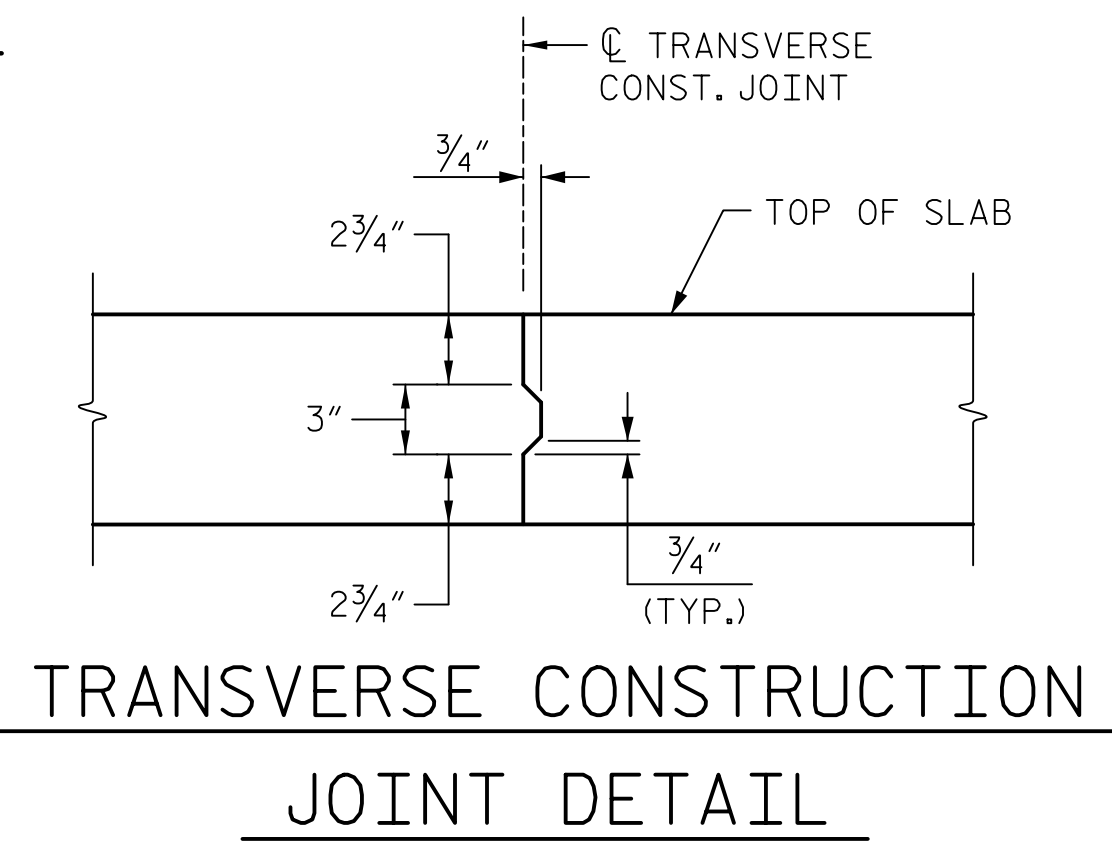 ℄ TRANSVERSE
CONST. JOINT
3/4"
2 3/4"
TOP OF SLAB
3"
3/4"
(TYP.)
2 3/4"
TRANSVERSE CONSTRUCTION
JOINT DETAIL